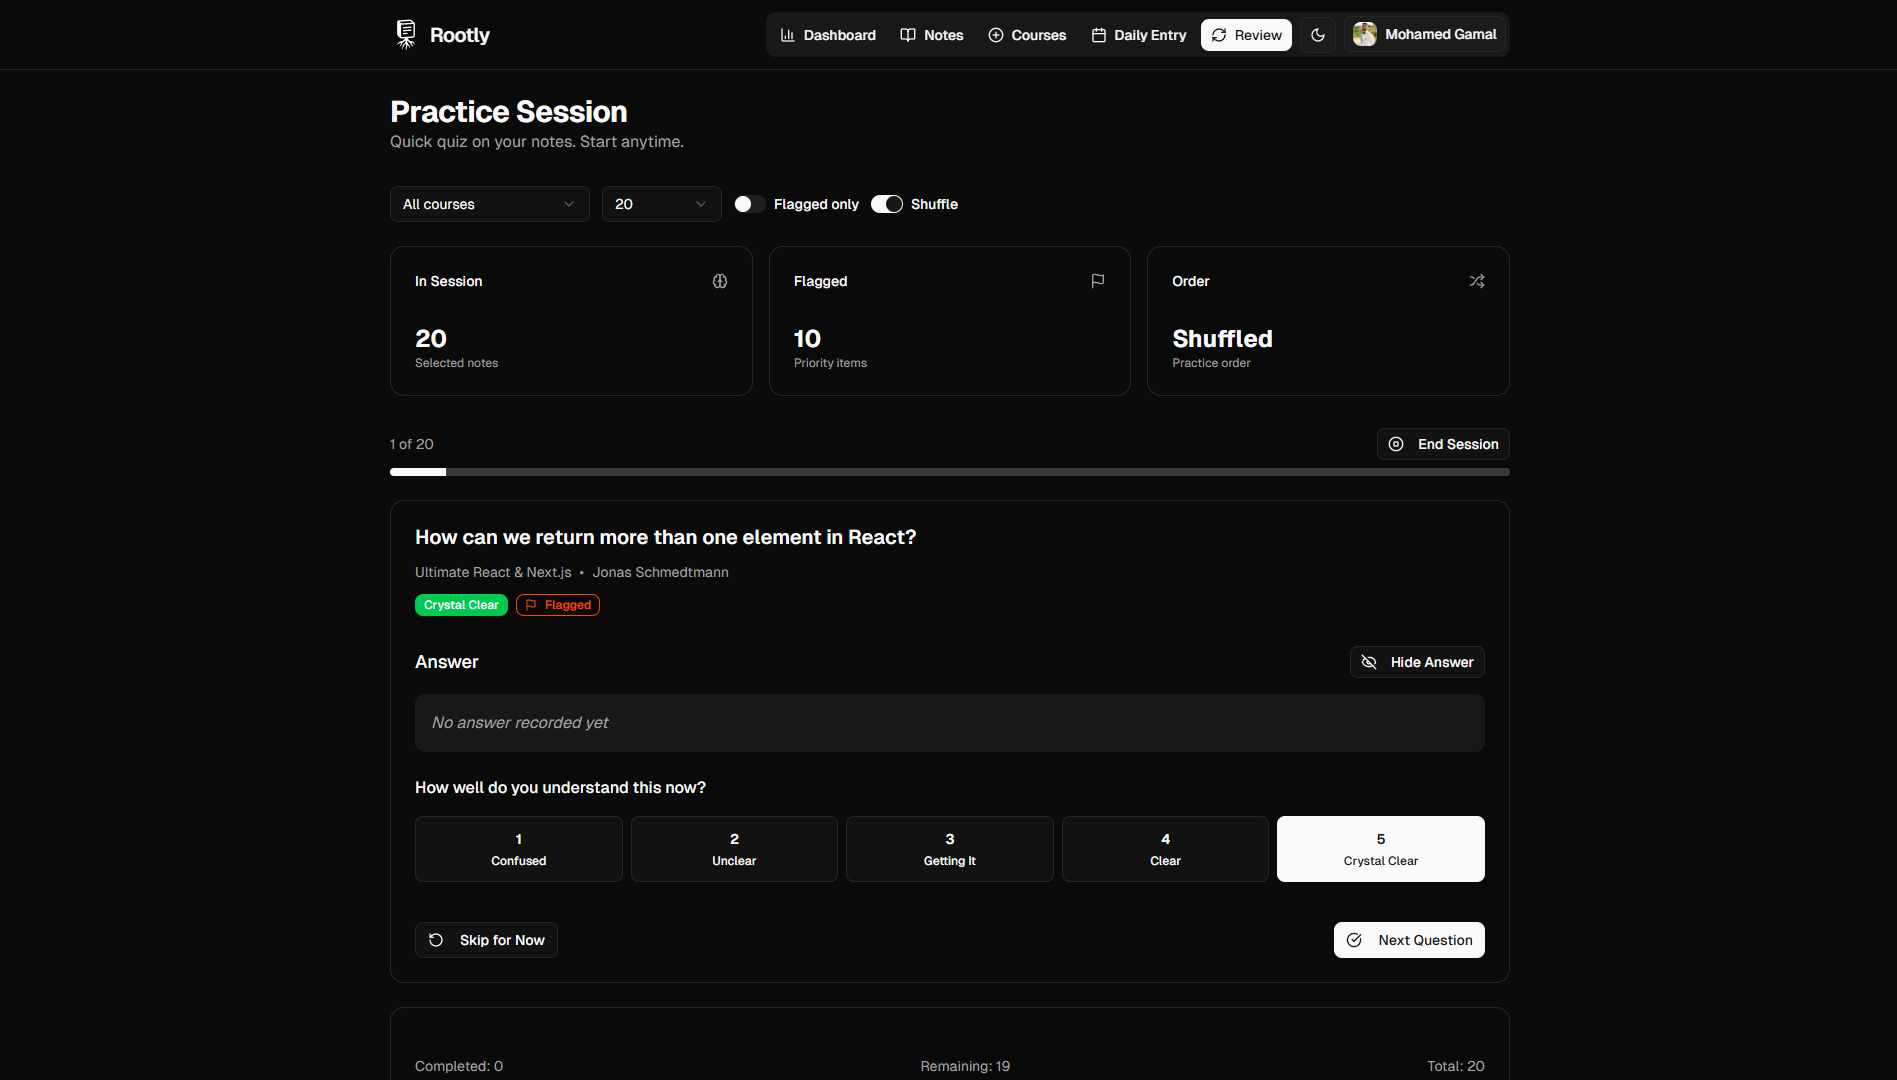 Rootly
Dashboard
Notes
Courses
Daily Entry
Review
Mohamed Gamal
Practice Session
Quick quiz on your notes. Start anytime.
All courses
20
Flagged only
Shuffle
In Session
20
Selected notes
Flagged
10
Priority items
Order
Shuffled
Practice order
1 of 20
End Session
How can we return more than one element in React?
Ultimate React & Next.js • Jonas Schmedtmann
Crystal Clear
Flagged
Answer
Hide Answer
No answer recorded yet
How well do you understand this now?
1
Confused
2
Unclear
3
Getting It
4
Clear
5
Crystal Clear
Skip for Now
Next Question
Completed: 0
Remaining: 19
Total: 20